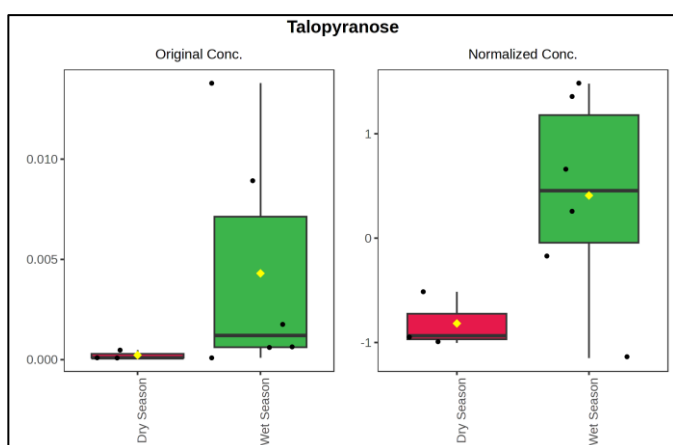 Talopyranose
Original Conc.
Normalized Conc.
0.010
0.005
0.000
1
0
-1
Dry Season
Wet Season
Dry Season
Wet Season